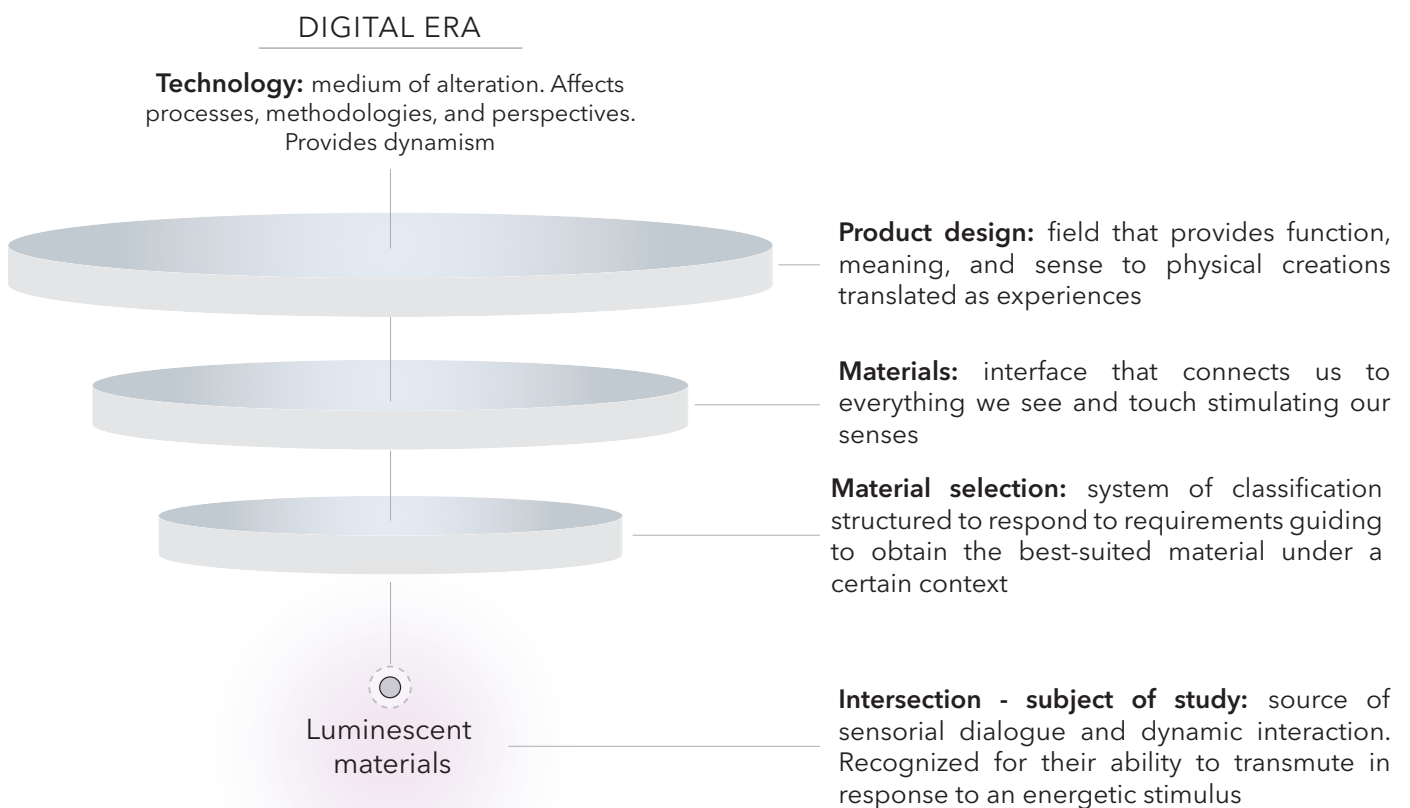 DIGITAL ERA
Technology: medium of alteration. Affects
processes, methodologies, and perspectives.
Provides dynamism
Product design: field that provides function,
meaning, and sense to physical creations
translated as experiences
Materials: interface that connects us to
everything we see and touch stimulating our
senses
Material selection: system of classification
structured to respond to requirements guiding
to obtain the best-suited material under a
certain context
Luminescent
materials
Intersection - subject of study: source of
sensorial dialogue and dynamic interaction.
Recognized for their ability to transmute in
response to an energetic stimulus